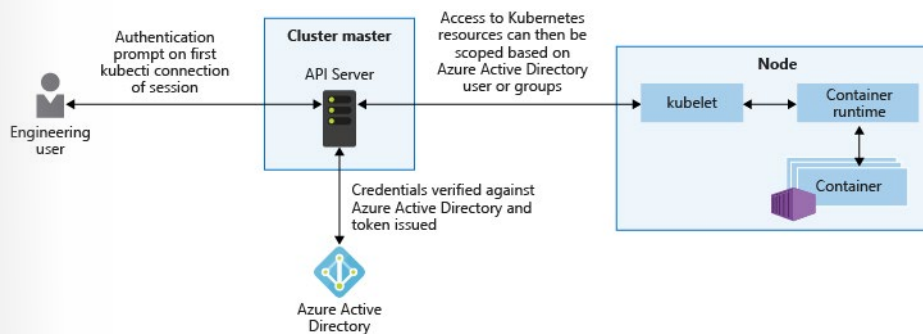 Authentication
prompt on first
kubecti connection
of session
Engineering
user
Cluster master
API Server
Access to Kubernetes
resources can then be
scoped based on
Azure Active Directory
user or groups
Credentials verified against
Azure Active Directory and
token issued
Azure Active
Directory
Node
kubelet
Container
runtime
Container